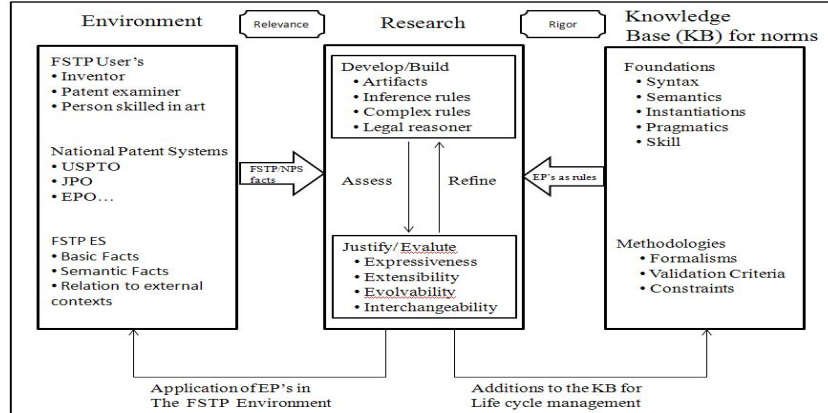 Environment
Relevance
Research
Rigor
Knowledge
Base (KB) for norms
FSTP User's
• Inventor
• Patent examiner
• Person skilled in art
National Patent Systems
• USPTO
• JPO
• EPO…
FSTP ES
• Basic Facts
• Semantic Facts
• Relation to external
contexts
FSTP/NPS
facts
Develop/Build
• Artifacts
• Inference rules
• Complex rules
• Legal reasoner
Assess
Refine
Justify/Evalute
• Expressiveness
• Extensibility
• Evolvability
• Interchangeability
EP's as rules
Foundations
• Syntax
• Semantics
• Instantiations
• Pragmatics
• Skill
Methodologies
• Formalisms
• Validation Criteria
• Constraints
Application of EP's in
The FSTP Environment
Additions to the KB for
Life cycle management